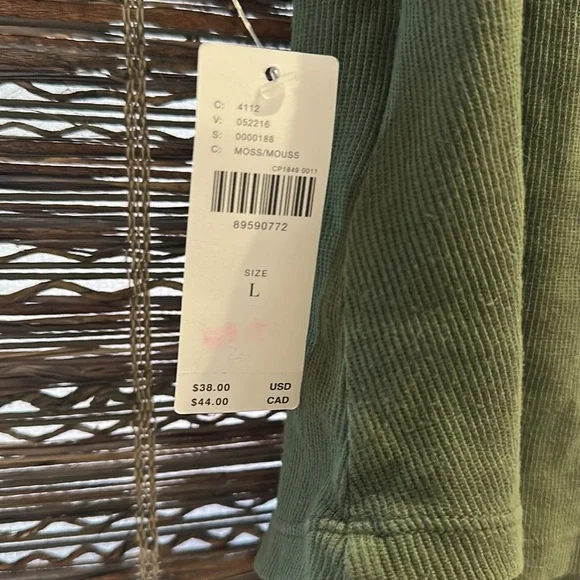 C: 4112
V: 052216
S: 0000188
C: MOSS/MOUSS
CP1849 0011
89590772
SIZE
L
$38.00 USD
$44.00 CAD